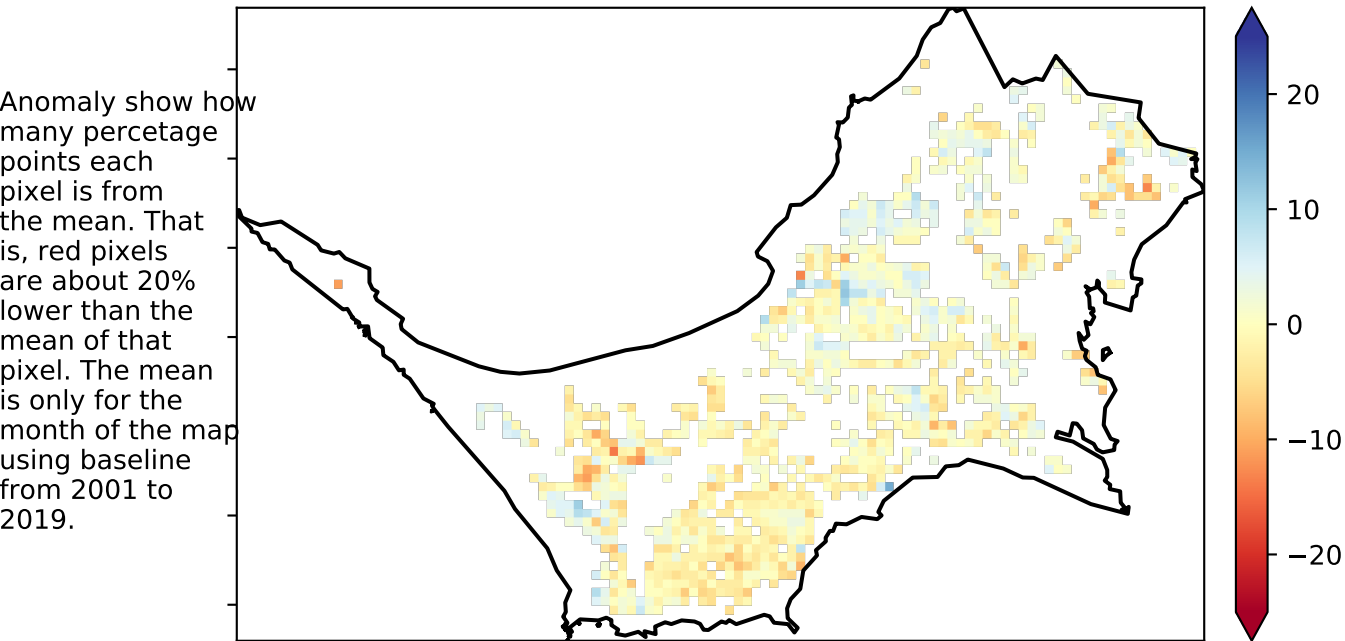 Anomaly show how
many percetage
points each
pixel is from
the mean. That
is, red pixels
are about 20%
lower than the
mean of that
pixel. The mean
is only for the
month of the map
using baseline
from 2001 to
2019.
20
10
0
−10
−20